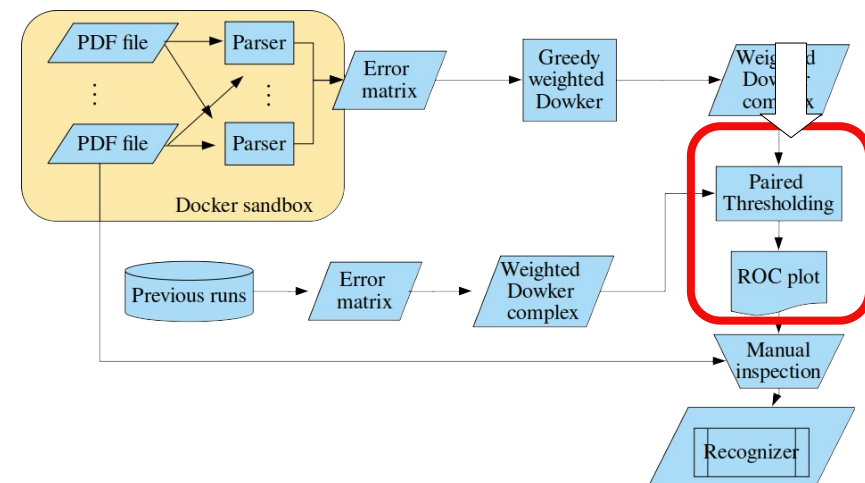 PDF file
Parser
PDF file
Parser
Docker sandbox
Error
matrix
Greedy
weighted
Dowker
complex
Paired
Thresholding
ROC plot
Previous runs
Error
matrix
Weighted
Dowker
complex
Manual
inspection
Recognizer